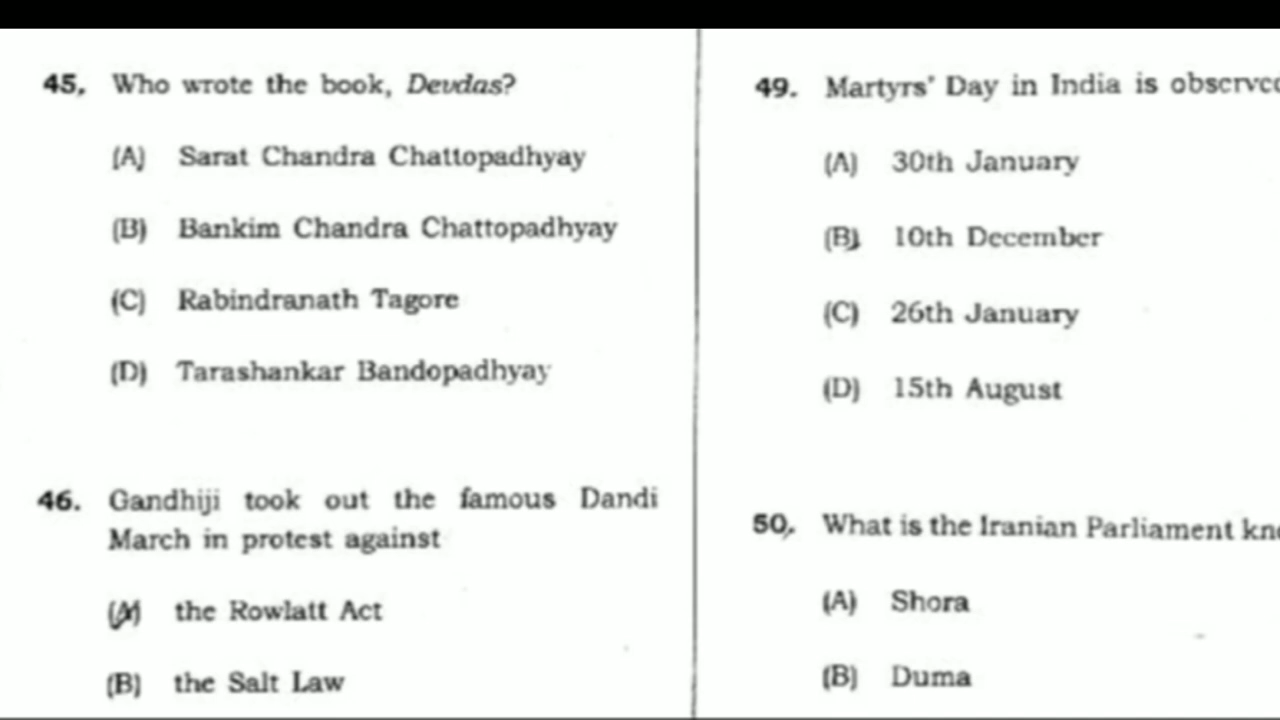 45. Who wrote the book, Devdas?
(A) Sarat Chandra Chattopadhyay
(B) Bankim Chandra Chattopadhyay
(C) Rabindranath Tagore
(D) Tarashankar Bandopadhyay
46. Gandhiji took out the famous Dandi
March in protest against
(A) the Rowlatt Act
(B) the Salt Law
49. Martyrs' Day in India is
(A) 30th January
(B) 10th December
(C) 26th January
(D) 15th August
50. What is the Iranian Parliament
(A) Shora
(B) Duma